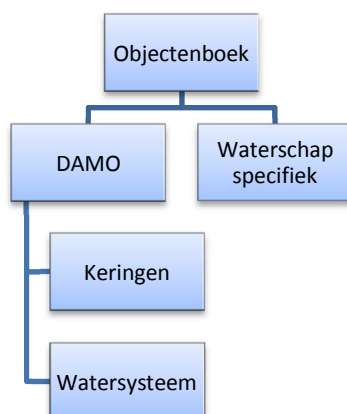 Objectenboek
DAMO
Waterschap
specifiek
Keringen
Watersysteem